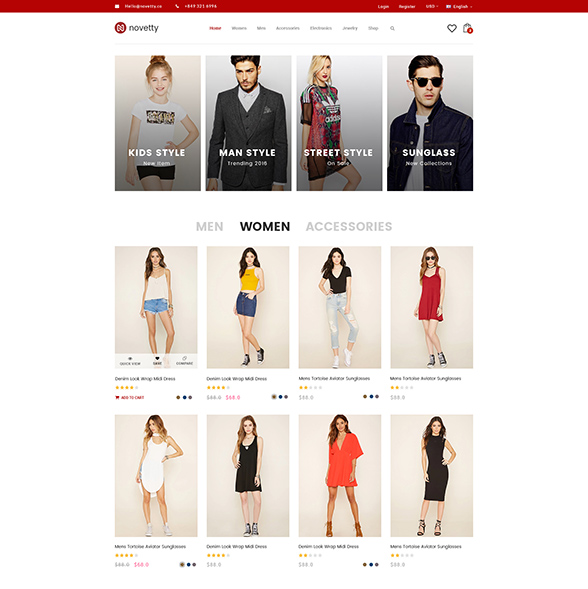 Hello@novetty.co +849 321 6996 Login Register USD English
novetty Home Women Men Accessories Electronics Jewelry Shop
KIDS STYLE MAN STYLE STREET STYLE SUNGLASS
New Item Trending 2016 On Sale New Collections
MEN WOMEN ACCESSORIES
QUICK VIEW SAVE COMPARE
Denim Look Wrap Midi Dress Denim Look Wrap Midi Dress Mens Tortoise Aviator Sunglasses Mens Tortoise Aviator Sunglasses
ADD TO CART $88.0 $68.0 $88.0 $88.0
Mens Tortoise Aviator Sunglasses Denim Look Wrap Midi Dress Denim Look Wrap Midi Dress Mens Tortoise Aviator Sunglasses
$88.0 $68.0 $88.0 $88.0 $88.0